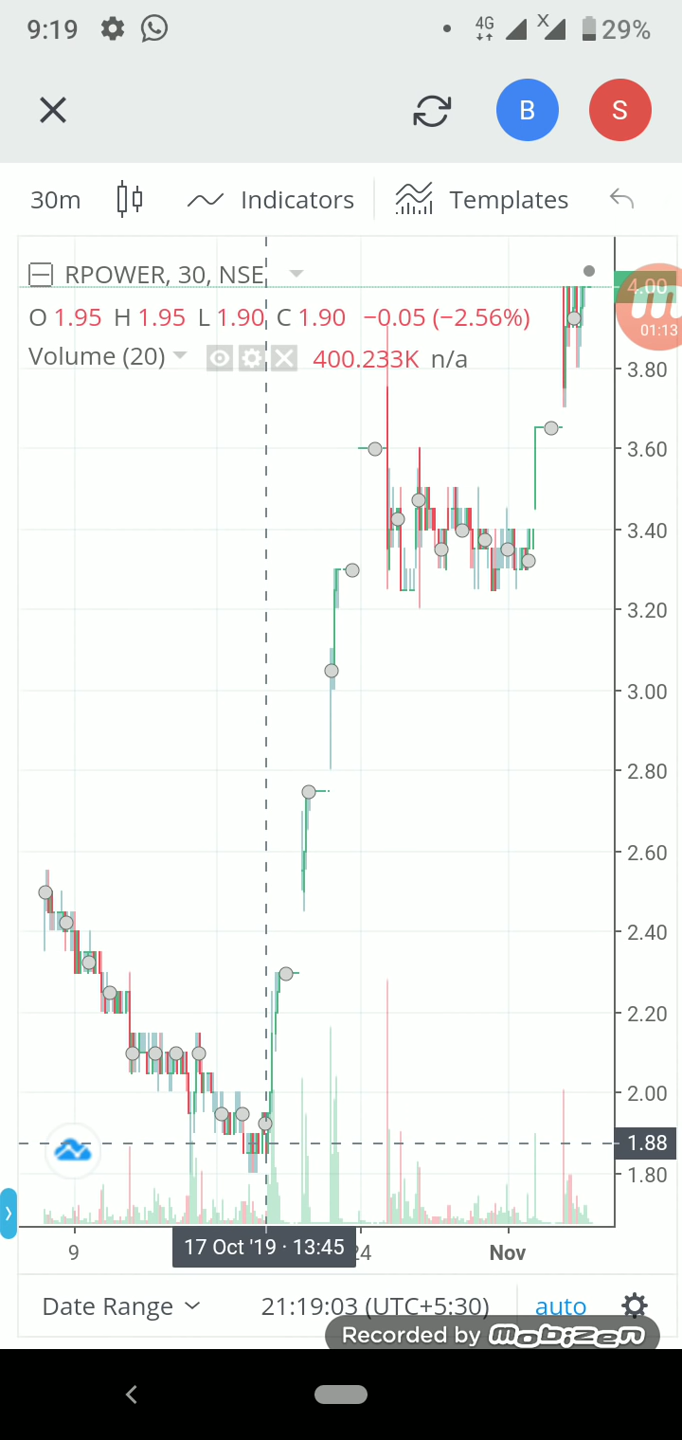 9:19 4G X 29%
B S
30m Indicators Templates
RPOWER, 30, NSE
4.00
O 1.95 H 1.95 L 1.90 C 1.90 −0.05 (−2.56%)
01:13
Volume (20) 400.233K n/a
3.80
3.60
3.40
3.20
3.00
2.80
2.60
2.40
2.20
2.00
1.88
1.80
9 17 Oct '19 · 13:45 24 Nov
Date Range 21:19:03 (UTC+5:30) auto
Recorded by mobizen